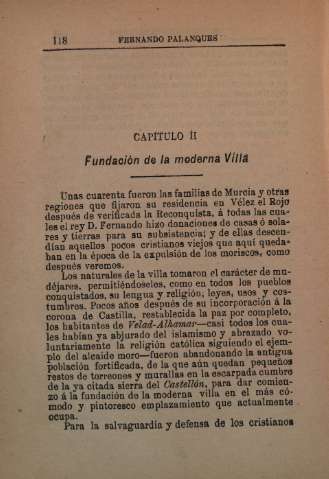 118 FERNANDO PALANQUES
CAPÍTULO II
Fundación de la moderna Villa
Unas cuarenta fueron las familias de Murcia y otras
regiones que fijaron su residencia en Vélez el Rojo
después de verificada la Reconquista, á todas las cua-
les el rey D. Fernando hizo donaciones de casas ó sola-
res y tierras para su subsistencia; y de ellas descen-
dían aquellos pocos cristianos viejos que aquí queda-
ban en la época de la expulsión de los moriscos, como
después veremos.
Los naturales de la villa tomaron el carácter de mu-
déjares, permitiéndoseles, como en todos los pueblos
conquistados, su lengua y religión, leyes, usos y cos-
tumbres. Pocos años después de su incorporación á la
corona de Castilla, restablecida la paz por completo,
los habitantes de Velad-Alhamar—casi todos los cua-
les habían ya abjurado del islamismo y abrazado vo-
luntariamente la religión católica siguiendo el ejem-
plo del alcaide moro—fueron abandonando la antigua
población fortificada, de la que aún quedan pequeños
restos de torreones y murallas en la escarpada cumbre
de la ya citada sierra del Castellón, para dar comien-
zo á la fundación de la moderna villa en el más có-
modo y pintoresco emplazamiento que actualmente
ocupa.
Para la salvaguardia y defensa de los cristianos